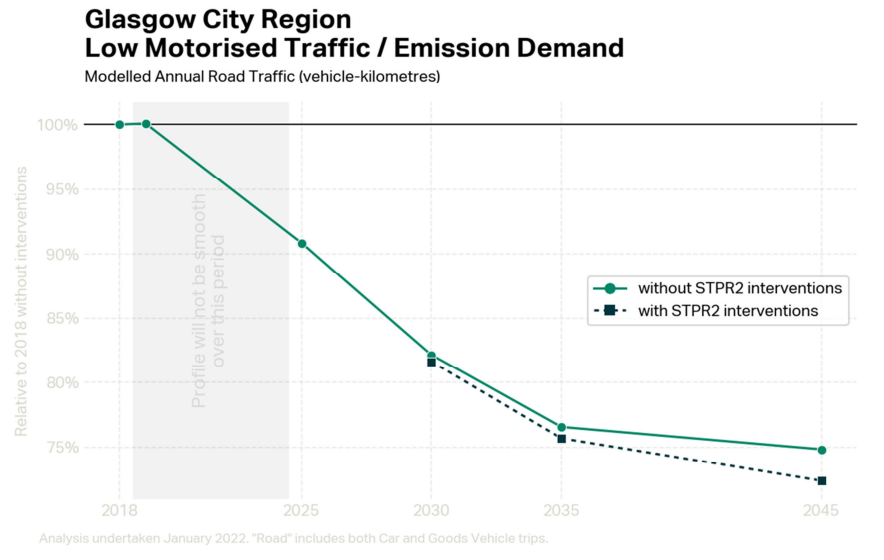 Glasgow City Region
Low Motorised Traffic / Emission Demand
Modelled Annual Road Traffic (vehicle-kilometres)
Relative to 2018 without interventions
100%
95%
90%
85%
80%
75%
Profile will not be smooth
over this period
without STPR2 interventions
with STPR2 interventions
2018
2025
2030
2035
2045
Analysis undertaken January 2022. "Road" includes both Car and Goods Vehicle trips.